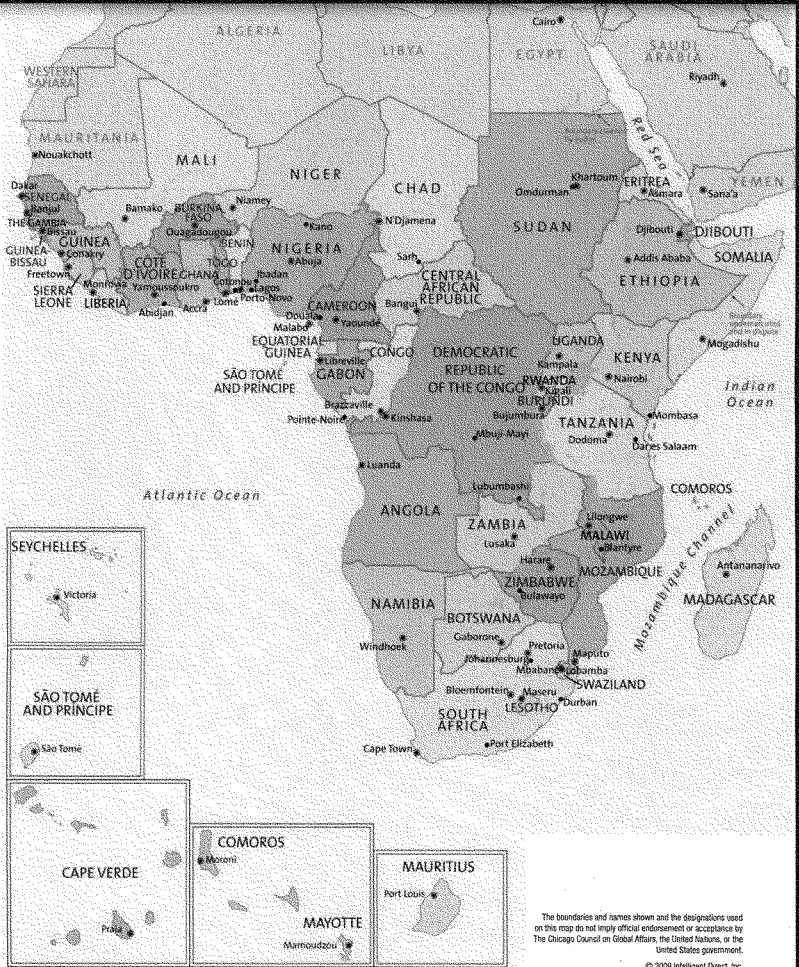 ALGERIA
LIBYA
Cairo
EGYPT
SAUDI
ARABIA
Riyadh
WESTERN
SAHARA
Red Sea
MAURITANIA
Nouakchott
MALI
NIGER
CHAD
Khartoum
Omdurman
ERITREA
Asmara
YEMEN
Sana'a
Dakar
SENEGAL
Banjul
THE GAMBIA
Bissau
GUINEA-
BISSAU
Bamako
BURKINA
FASO
Ouagadougou
Niamey
Kano
N'Djamena
SUDAN
Djibouti
DJIBOUTI
GUINEA
Conakry
Freetown
SIERRA
LEONE
Monrovia
LIBERIA
COTE
D'IVOIRE
Yamoussoukro
Abidjan
GHANA
Accra
TOGO
Lomé
BENIN
Cotonou
Porto-Novo
NIGERIA
Abuja
Ibadan
Lagos
Sarh
CENTRAL
AFRICAN
REPUBLIC
Addis Ababa
ETHIOPIA
SOMALIA
CAMEROON
Douala
Malabo
Yaounde
Bangui
EQUATORIAL
GUINEA
Libreville
GABON
CONGO
SÃO TOMÉ
AND PRÍNCIPE
DEMOCRATIC
REPUBLIC
OF THE CONGO
UGANDA
Kampala
KENYA
Nairobi
Boundary
undemarcated
and in dispute
Mogadishu
RWANDA
Kigali
BURUNDI
Bujumbura
Indian
Ocean
Brazzaville
Pointe-Noire
Kinshasa
Mbuji-Mayi
TANZANIA
Dodoma
Mombasa
Dar es Salaam
Luanda
Atlantic Ocean
ANGOLA
Lubumbashi
ZAMBIA
Lusaka
Lilongwe
MALAWI
Blantyre
COMOROS
Mozambique Channel
Antananarivo
MADAGASCAR
Harare
ZIMBABWE
Bulawayo
MOZAMBIQUE
NAMIBIA
Windhoek
BOTSWANA
Gaborone
Pretoria
Johannesburg
Maputo
Mbabane
Lobamba
SWAZILAND
Bloemfontein
Maseru
LESOTHO
Durban
SOUTH
AFRICA
Cape Town
Port Elizabeth
SEYCHELLES
Victoria
SÃO TOMÉ
AND PRÍNCIPE
São Tomé
CAPE VERDE
Praia
COMOROS
Moroni
MAYOTTE
Mamoudzou
MAURITIUS
Port Louis
The boundaries and names shown and the designations used
on this map do not imply official endorsement or acceptance by
The Chicago Council on Global Affairs, the United Nations, or the
United States government.
© 2009 Intelligent Direct, Inc.